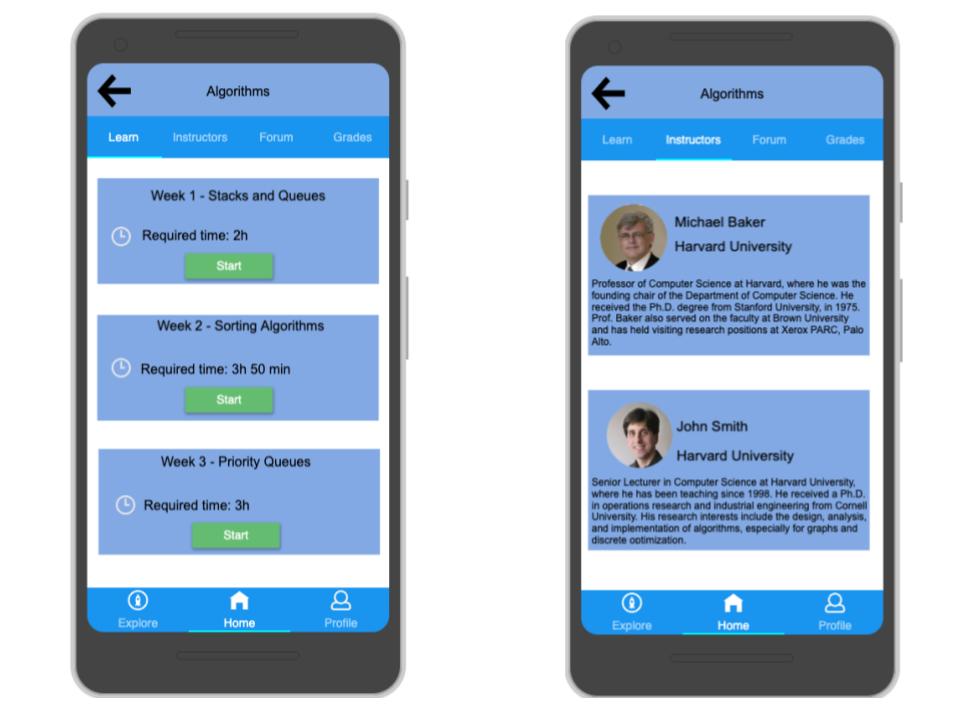 Algorithms
Learn Instructors Forum Grades
Week 1 - Stacks and Queues
Required time: 2h
Start
Week 2 - Sorting Algorithms
Required time: 3h 50 min
Start
Week 3 - Priority Queues
Required time: 3h
Start
Explore Home Profile
Algorithms
Learn Instructors Forum Grades
Michael Baker
Harvard University
Professor of Computer Science at Harvard, where he was the
founding chair of the Department of Computer Science. He
received the Ph.D. degree from Stanford University, in 1975.
Prof. Baker also served on the faculty at Brown University
and has held visiting research positions at Xerox PARC, Palo
Alto.
John Smith
Harvard University
Senior Lecturer in Computer Science at Harvard University,
where he has been teaching since 1998. He received a Ph.D.
in operations research and industrial engineering from Cornell
University. His research interests include the design, analysis,
and implementation of algorithms, especially for graphs and
discrete optimization.
Explore Home Profile